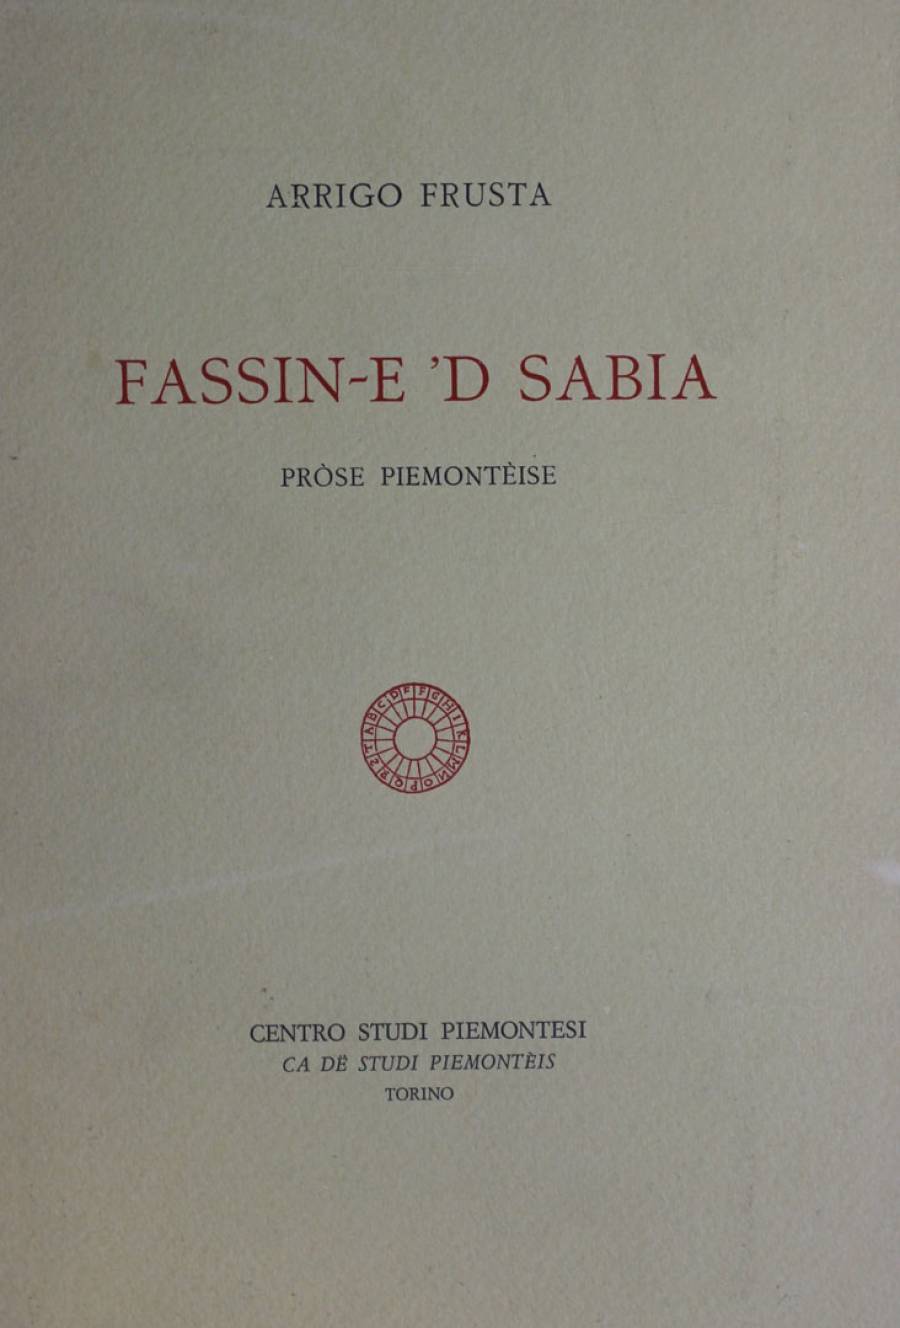 ARRIGO FRUSTA
FASSIN-E 'D SABIA
PRÒSE PIEMONTÈISE
A B C D E F G H I K L M N O P Q R S T
CENTRO STUDI PIEMONTESI
CA DË STUDI PIEMONTÈIS
TORINO